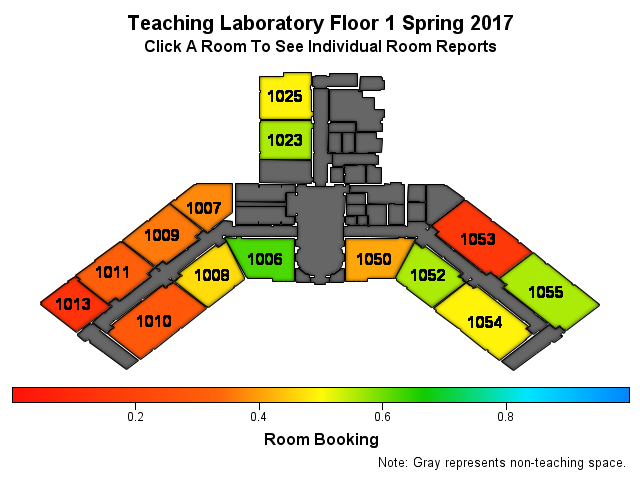 Teaching Laboratory Floor 1 Spring 2017
Click A Room To See Individual Room Reports
1025
1023
1007
1009
1011
1013
1006
1008
1010
1050
1052
1053
1054
1055
0.2 0.4 0.6 0.8
Room Booking
Note: Gray represents non-teaching space.